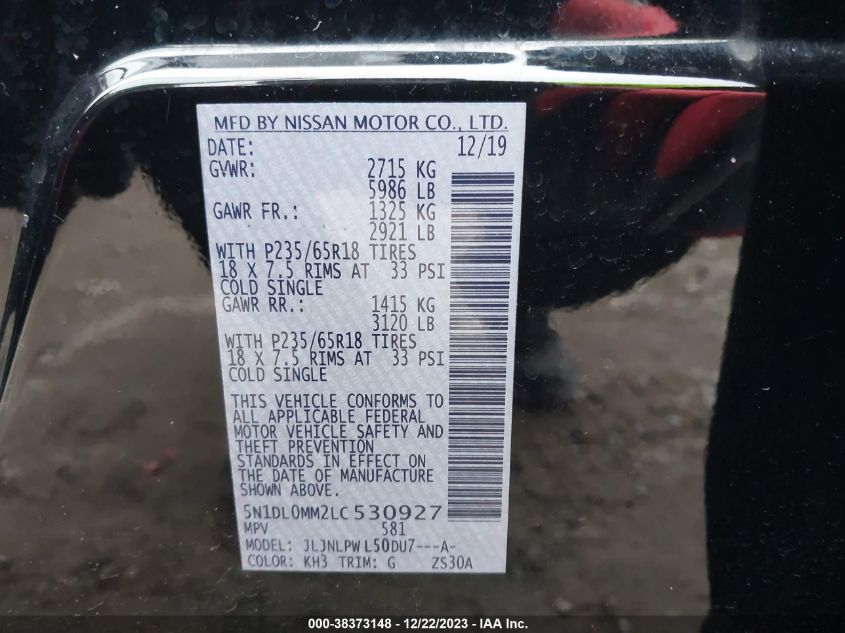 MFD BY NISSAN MOTOR CO., LTD.
DATE: 12/19
GVWR: 2715 KG
5986 LB
GAWR FR.: 1325 KG
2921 LB
WITH P235/65R18 TIRES
18 X 7.5 RIMS AT 33 PSI
COLD SINGLE
GAWR RR.: 1415 KG
3120 LB
WITH P235/65R18 TIRES
18 X 7.5 RIMS AT 33 PSI
COLD SINGLE
THIS VEHICLE CONFORMS TO
ALL APPLICABLE FEDERAL
MOTOR VEHICLE SAFETY AND
THEFT PREVENTION
STANDARDS IN EFFECT ON
THE DATE OF MANUFACTURE
SHOWN ABOVE.
5N1DL0MM2LC 530927
MPV 581
MODEL: JLJNLPW L50DU7---A-
COLOR: KH3 TRIM: G ZS30A
000-38373148 - 12/22/2023 - IAA Inc.